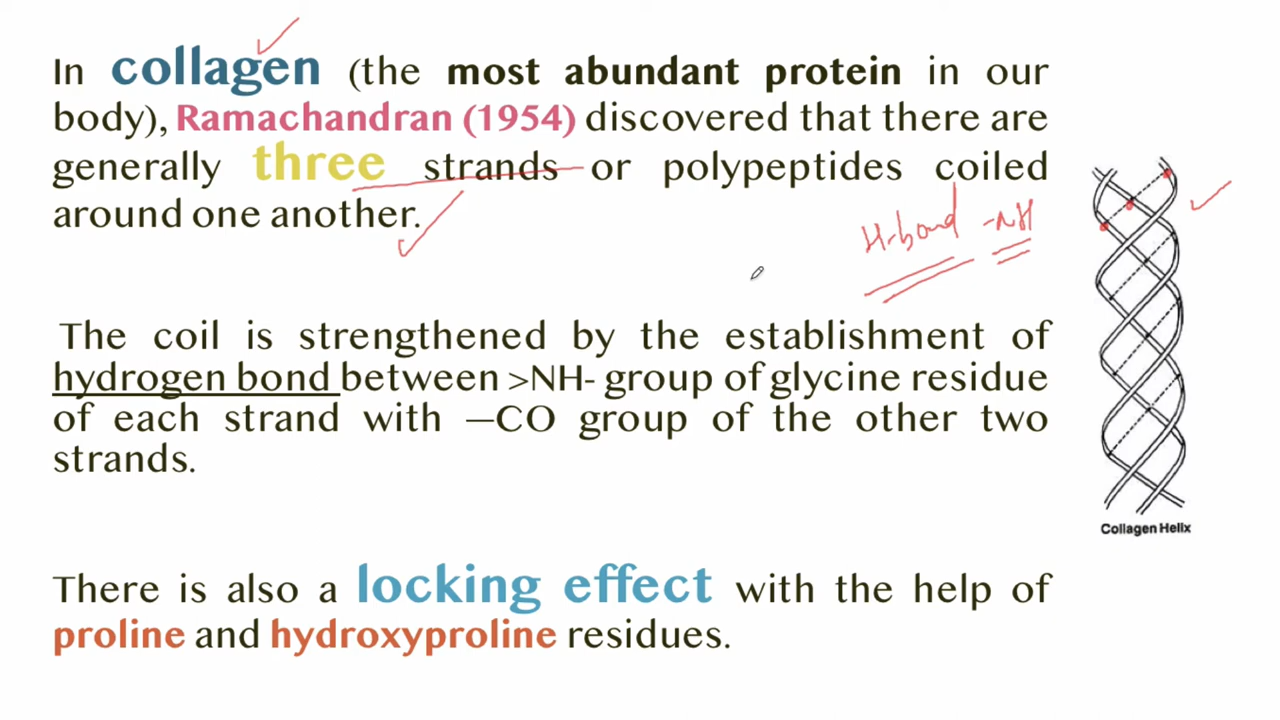 In collagen (the most abundant protein in our
body), Ramachandran (1954) discovered that there are
generally three strands or polypeptides coiled
around one another.
H-bond -NH
The coil is strengthened by the establishment of
hydrogen bond between >NH- group of glycine residue
of each strand with —CO group of the other two
strands.
Collagen Helix
There is also a locking effect with the help of
proline and hydroxyproline residues.